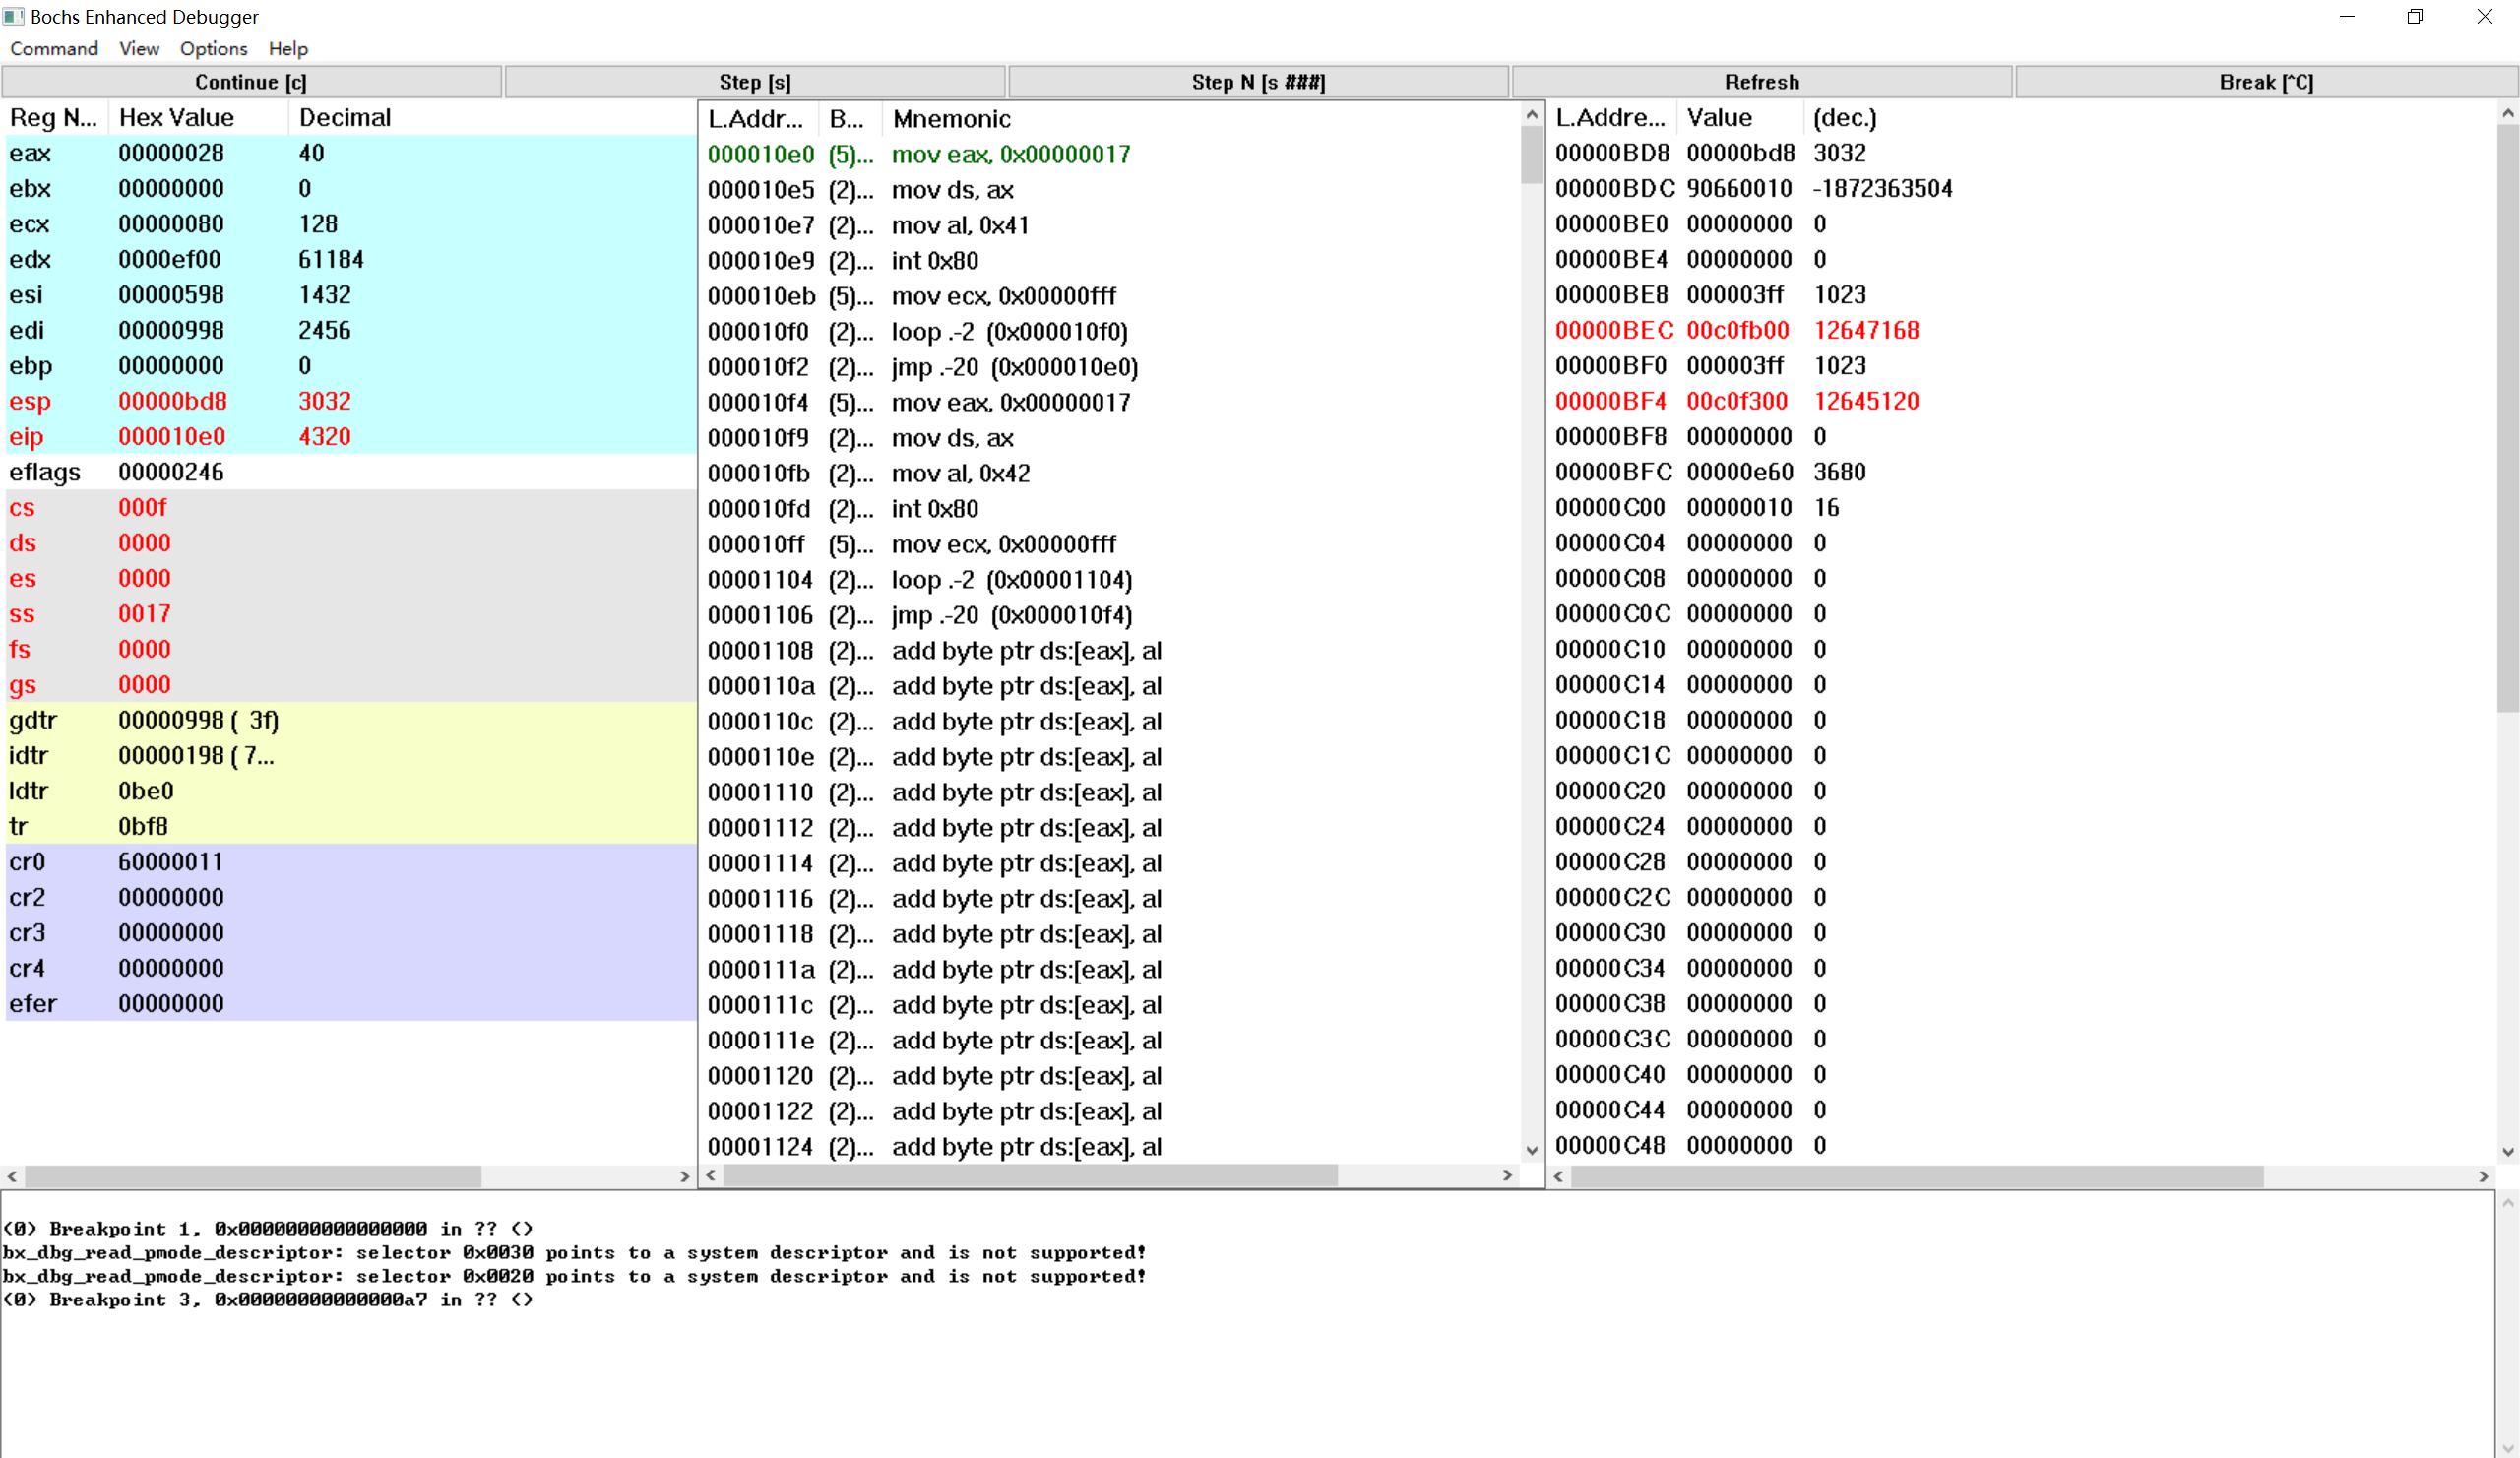 Bochs Enhanced Debugger
Command View Options Help
Continue [c] Step [s] Step N [s ###] Refresh Break [^C]
Reg N... Hex Value Decimal
eax 00000028 40
ebx 00000000 0
ecx 00000080 128
edx 0000ef00 61184
esi 00000598 1432
edi 00000998 2456
ebp 00000000 0
esp 00000bd8 3032
eip 000010e0 4320
eflags 00000246
cs 000f
ds 0000
es 0000
ss 0017
fs 0000
gs 0000
gdtr 00000998 ( 3f)
idtr 00000198 ( 7...
ldtr 0be0
tr 0bf8
cr0 60000011
cr2 00000000
cr3 00000000
cr4 00000000
efer 00000000
L.Addr... B... Mnemonic
000010e0 (5)... mov eax, 0x00000017
000010e5 (2)... mov ds, ax
000010e7 (2)... mov al, 0x41
000010e9 (2)... int 0x80
000010eb (5)... mov ecx, 0x00000fff
000010f0 (2)... loop .-2 (0x000010f0)
000010f2 (2)... jmp .-20 (0x000010e0)
000010f4 (5)... mov eax, 0x00000017
000010f9 (2)... mov ds, ax
000010fb (2)... mov al, 0x42
000010fd (2)... int 0x80
000010ff (5)... mov ecx, 0x00000fff
00001104 (2)... loop .-2 (0x00001104)
00001106 (2)... jmp .-20 (0x000010f4)
00001108 (2)... add byte ptr ds:[eax], al
0000110a (2)... add byte ptr ds:[eax], al
0000110c (2)... add byte ptr ds:[eax], al
0000110e (2)... add byte ptr ds:[eax], al
00001110 (2)... add byte ptr ds:[eax], al
00001112 (2)... add byte ptr ds:[eax], al
00001114 (2)... add byte ptr ds:[eax], al
00001116 (2)... add byte ptr ds:[eax], al
00001118 (2)... add byte ptr ds:[eax], al
0000111a (2)... add byte ptr ds:[eax], al
0000111c (2)... add byte ptr ds:[eax], al
0000111e (2)... add byte ptr ds:[eax], al
00001120 (2)... add byte ptr ds:[eax], al
00001122 (2)... add byte ptr ds:[eax], al
00001124 (2)... add byte ptr ds:[eax], al
L.Addre... Value (dec.)
00000BD8 00000bd8 3032
00000BDC 90660010 -1872363504
00000BE0 00000000 0
00000BE4 00000000 0
00000BE8 000003ff 1023
00000BEC 00c0fb00 12647168
00000BF0 000003ff 1023
00000BF4 00c0f300 12645120
00000BF8 00000000 0
00000BFC 00000e60 3680
00000C00 00000010 16
00000C04 00000000 0
00000C08 00000000 0
00000C0C 00000000 0
00000C10 00000000 0
00000C14 00000000 0
00000C18 00000000 0
00000C1C 00000000 0
00000C20 00000000 0
00000C24 00000000 0
00000C28 00000000 0
00000C2C 00000000 0
00000C30 00000000 0
00000C34 00000000 0
00000C38 00000000 0
00000C3C 00000000 0
00000C40 00000000 0
00000C44 00000000 0
00000C48 00000000 0
(0) Breakpoint 1, 0x0000000000000000 in ?? ()
bx_dbg_read_pmode_descriptor: selector 0x0030 points to a system descriptor and is not supported!
bx_dbg_read_pmode_descriptor: selector 0x0020 points to a system descriptor and is not supported!
(0) Breakpoint 3, 0x00000000000000a7 in ?? ()